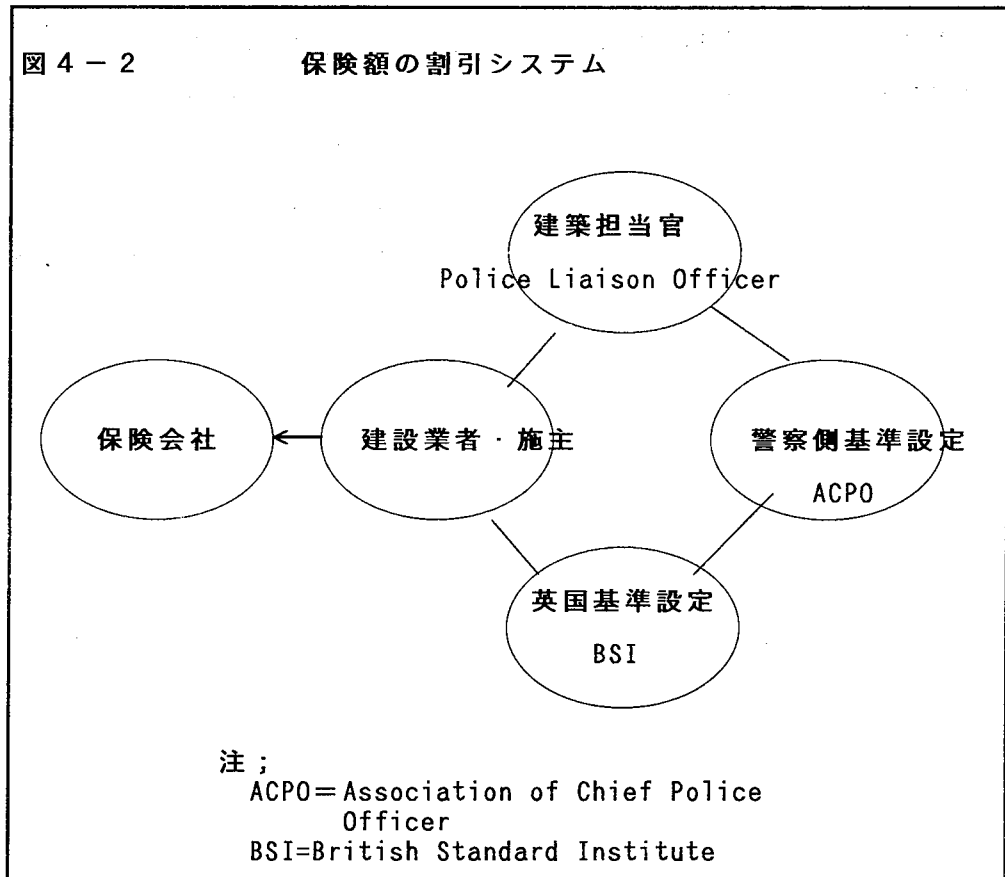 図4-2 保険額の割引システム
建築担当官
Police Liaison Officer
保険会社
建設業者・施主
警察側基準設定
ACPO
英国基準設定
BSI
注；
ACPO＝Association of Chief Police
Officer
BSI=British Standard Institute